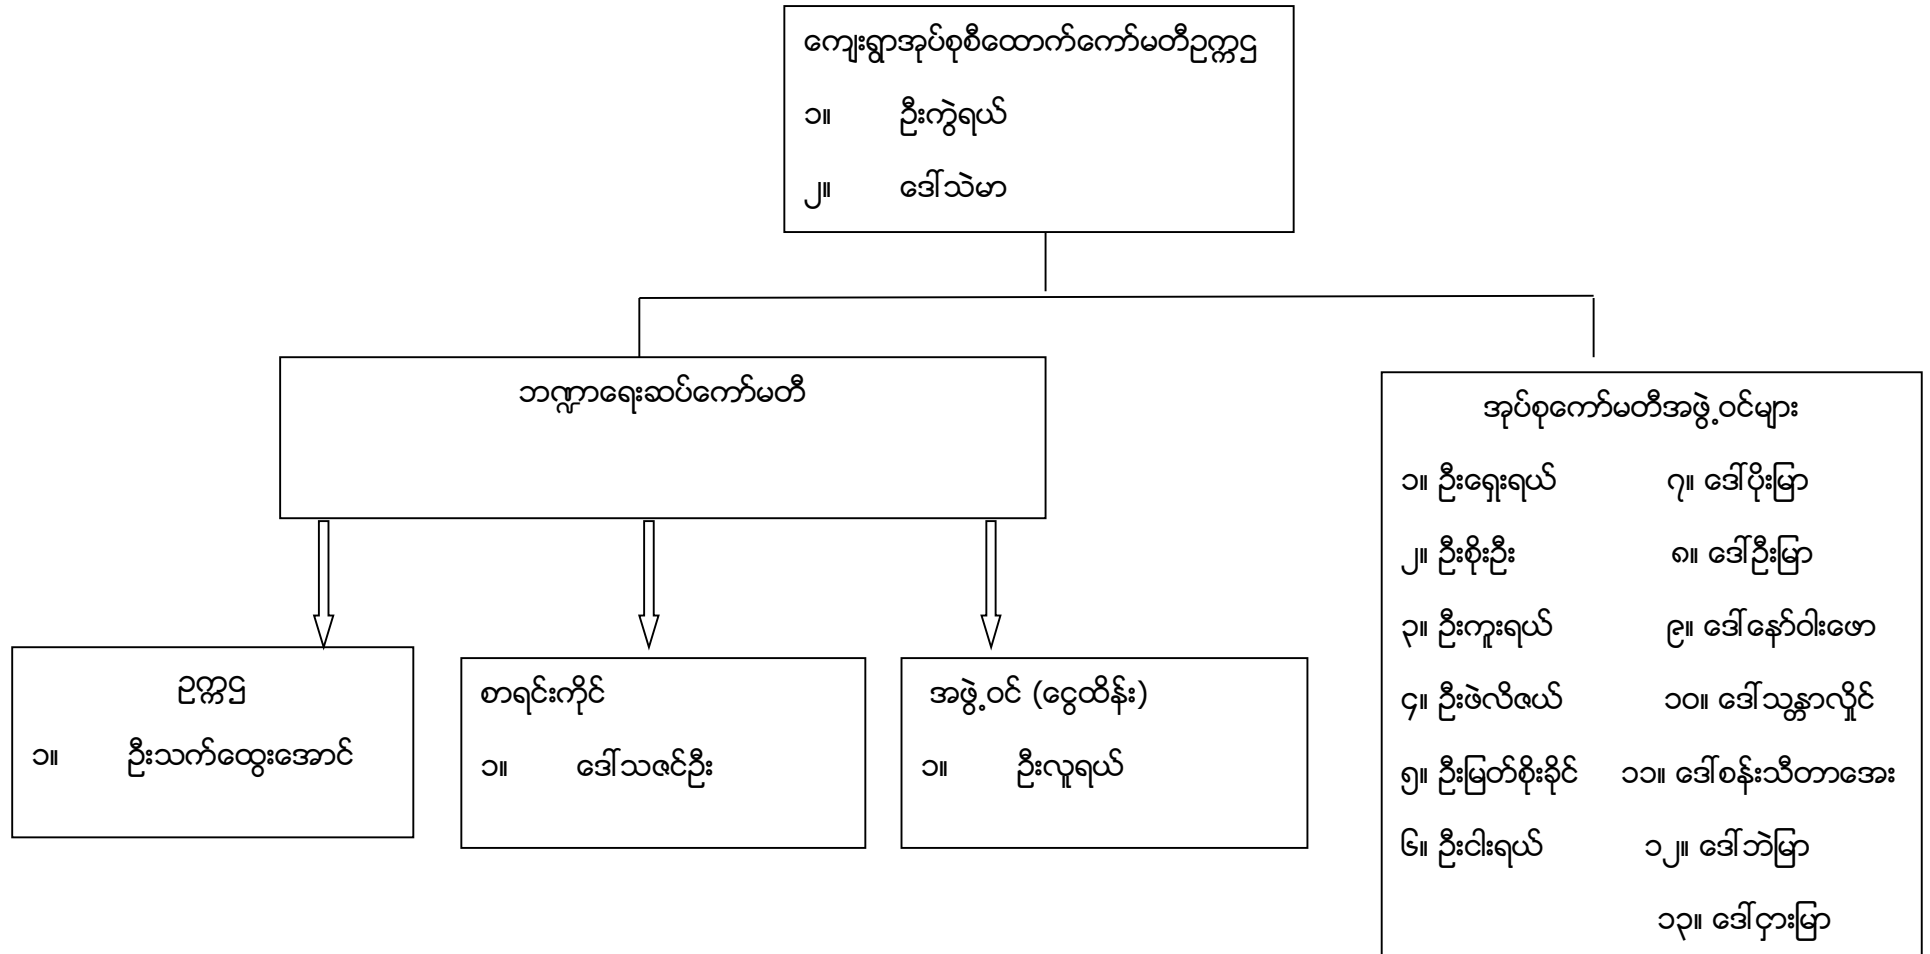 ကျေးရွာအုပ်စုစီထောက်ကော်မတီဥက္ကဌ
၁။ ဦးကွဲရယ်
၂။ ဒေါ်သဲမာ
ဘဏ္ဍာရေးဆပ်ကော်မတီ
ဥက္ကဌ
၁။ ဦးသက်ထွေးအောင်
စာရင်းကိုင်
၁။ ဒေါ်သဇင်ဦး
အဖွဲ့ဝင် (ငွေထိန်း)
၁။ ဦးလူရယ်
အုပ်စုကော်မတီအဖွဲ့ဝင်များ
၁။ ဦးရှေးရယ် ၇။ ဒေါ်ပိုးမြာ
၂။ ဦးစိုးဦး ၈။ ဒေါ်ဦးမြာ
၃။ ဦးကူးရယ် ၉။ ဒေါ်နော်ဝါးဖော
၄။ ဦးဖဲလိဇယ် ၁၀။ ဒေါ်သန္တာလှိုင်
၅။ ဦးမြတ်စိုးခိုင် ၁၁။ ဒေါ်စန်းသီတာအေး
၆။ ဦးငါးရယ် ၁၂။ ဒေါ်ဘဲမြာ
၁၃။ ဒေါ်ငှားမြာ